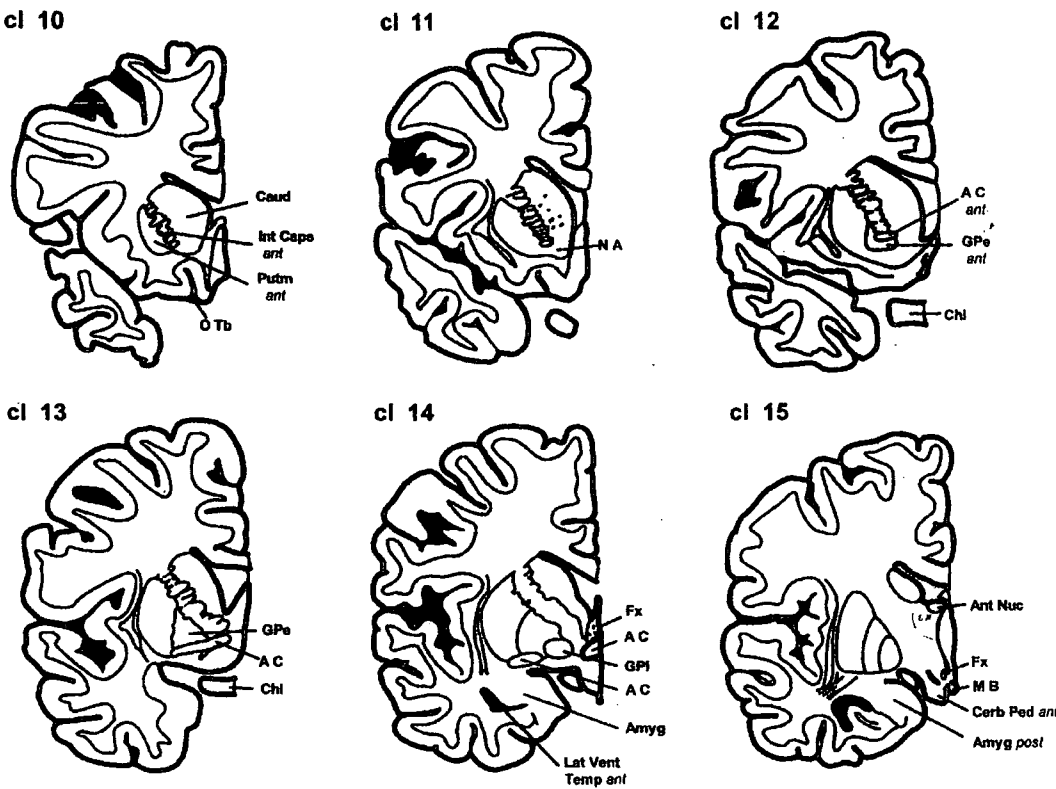 cl 10
cl 11
cl 12
Caud
Int Caps
ant
Putm
ant
O Tb
N A
A C
ant
GPe
ant
Chi
cl 13
cl 14
cl 15
GPe
A C
Chi
Fx
A C
GPi
A C
Amyg
Lat Vent
Temp ant
Ant Nuc
Fx
M B
Cerb Ped ant
Amyg post